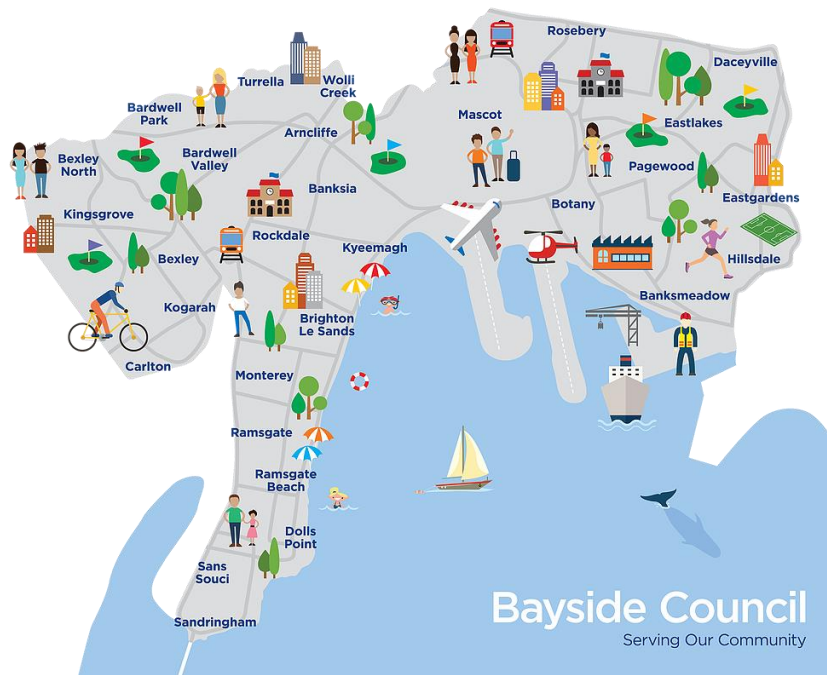 Rosebery
Daceyville
Turrella
Wolli
Creek
Bardwell
Park
Mascot
Eastlakes
Arncliffe
Bexley
North
Bardwell
Valley
Pagewood
Banksia
Eastgardens
Kingsgrove
Botany
Rockdale
Kyeemagh
Bexley
Hillsdale
Banksmeadow
Kogarah
Brighton
Le Sands
Carlton
Monterey
Ramsgate
Ramsgate
Beach
Dolls
Point
Sans
Souci
Sandringham
Bayside Council
Serving Our Community